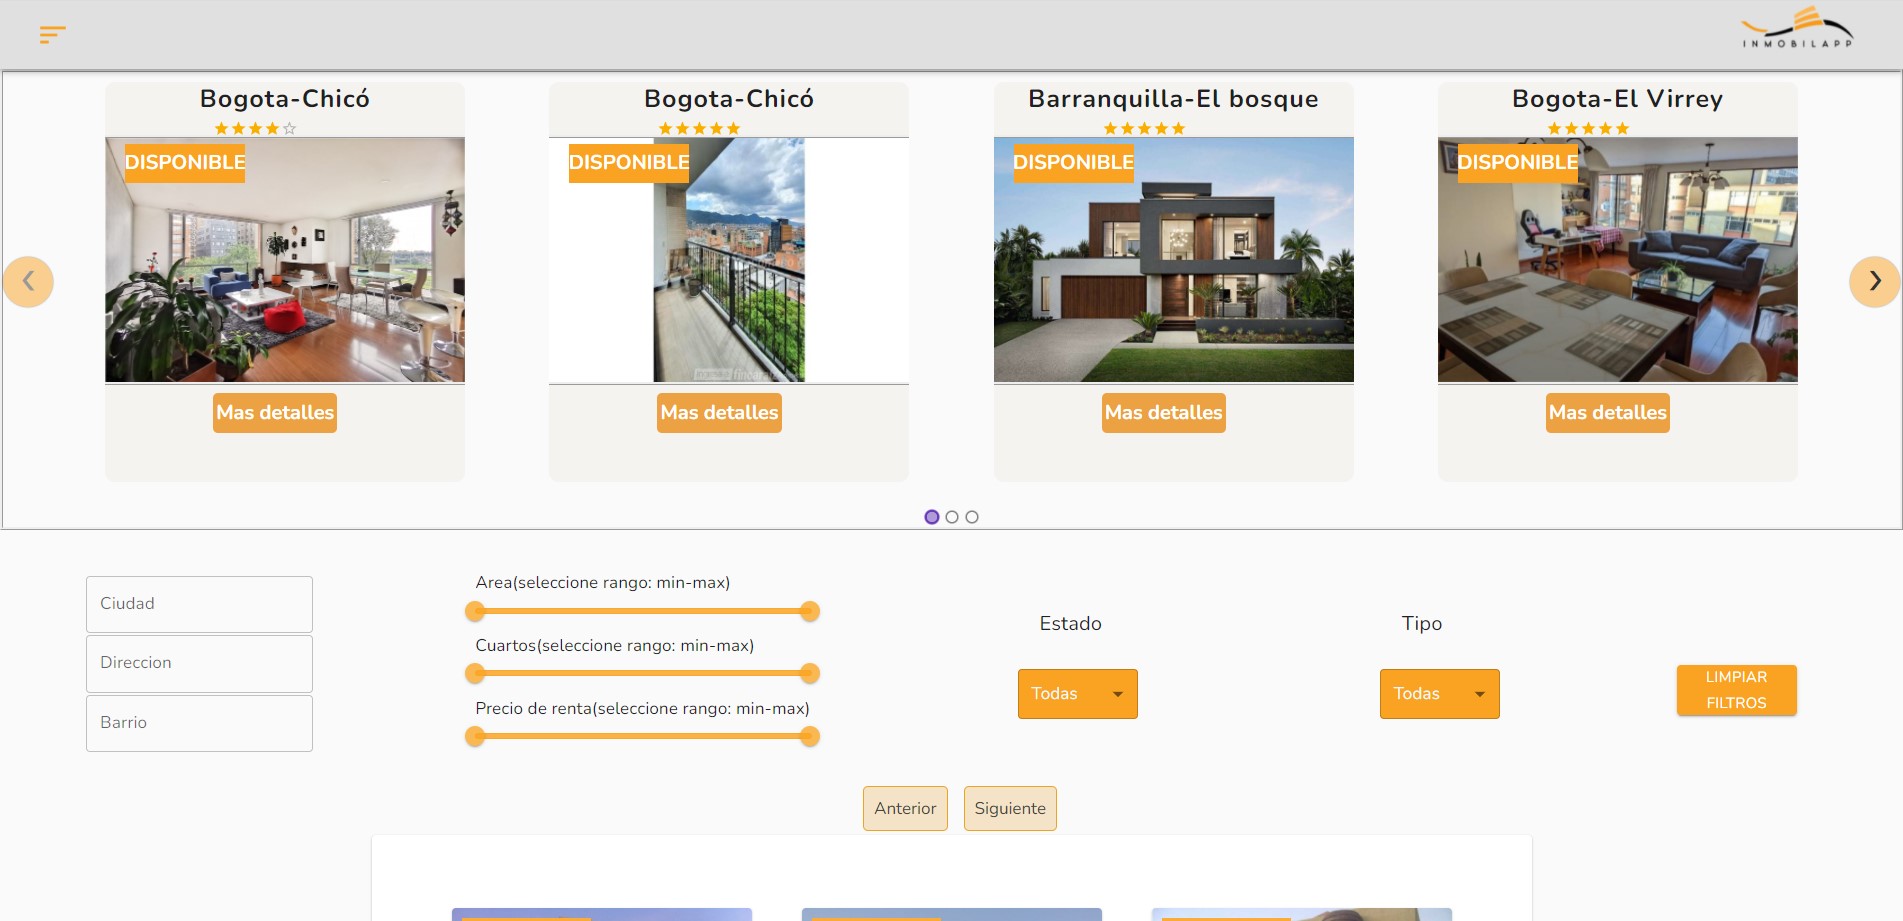 INMOBILAPP
Bogota-Chicó
DISPONIBLE
Mas detalles
Bogota-Chicó
DISPONIBLE
Mas detalles
Barranquilla-El bosque
DISPONIBLE
Mas detalles
Bogota-El Virrey
DISPONIBLE
Mas detalles
Ciudad
Direccion
Barrio
Area(seleccione rango: min-max)
Cuartos(seleccione rango: min-max)
Precio de renta(seleccione rango: min-max)
Estado
Todas
Tipo
Todas
LIMPIAR
FILTROS
Anterior
Siguiente